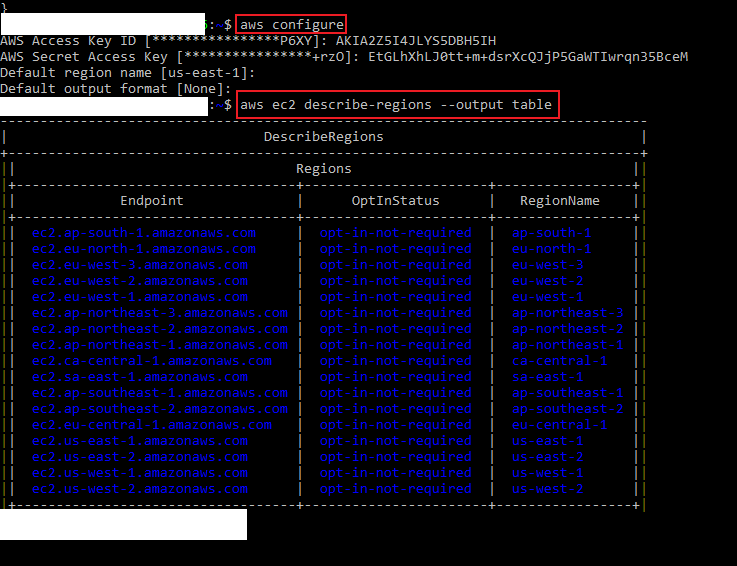 }
:~$ aws configure
AWS Access Key ID [****************P6XY]: AKIA2Z5I4JLYS5DBH5IH
AWS Secret Access Key [****************+rzO]: 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
Default region name [us-east-1]:
Default output format [None]:
:~$ aws ec2 describe-regions --output table
DescribeRegions
Regions
Endpoint | OptInStatus | RegionName
ec2.ap-south-1.amazonaws.com | opt-in-not-required | ap-south-1
ec2.eu-north-1.amazonaws.com | opt-in-not-required | eu-north-1
ec2.eu-west-3.amazonaws.com | opt-in-not-required | eu-west-3
ec2.eu-west-2.amazonaws.com | opt-in-not-required | eu-west-2
ec2.eu-west-1.amazonaws.com | opt-in-not-required | eu-west-1
ec2.ap-northeast-3.amazonaws.com | opt-in-not-required | ap-northeast-3
ec2.ap-northeast-2.amazonaws.com | opt-in-not-required | ap-northeast-2
ec2.ap-northeast-1.amazonaws.com | opt-in-not-required | ap-northeast-1
ec2.ca-central-1.amazonaws.com | opt-in-not-required | ca-central-1
ec2.sa-east-1.amazonaws.com | opt-in-not-required | sa-east-1
ec2.ap-southeast-1.amazonaws.com | opt-in-not-required | ap-southeast-1
ec2.ap-southeast-2.amazonaws.com | opt-in-not-required | ap-southeast-2
ec2.eu-central-1.amazonaws.com | opt-in-not-required | eu-central-1
ec2.us-east-1.amazonaws.com | opt-in-not-required | us-east-1
ec2.us-east-2.amazonaws.com | opt-in-not-required | us-east-2
ec2.us-west-1.amazonaws.com | opt-in-not-required | us-west-1
ec2.us-west-2.amazonaws.com | opt-in-not-required | us-west-2